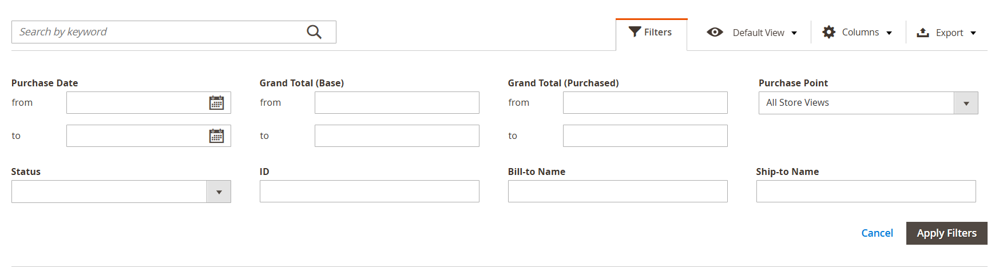 Search by keyword
Filters
Default View
Columns
Export
Purchase Date
from
to
Grand Total (Base)
from
to
Grand Total (Purchased)
from
to
Purchase Point
All Store Views
Status
ID
Bill-to Name
Ship-to Name
Cancel
Apply Filters